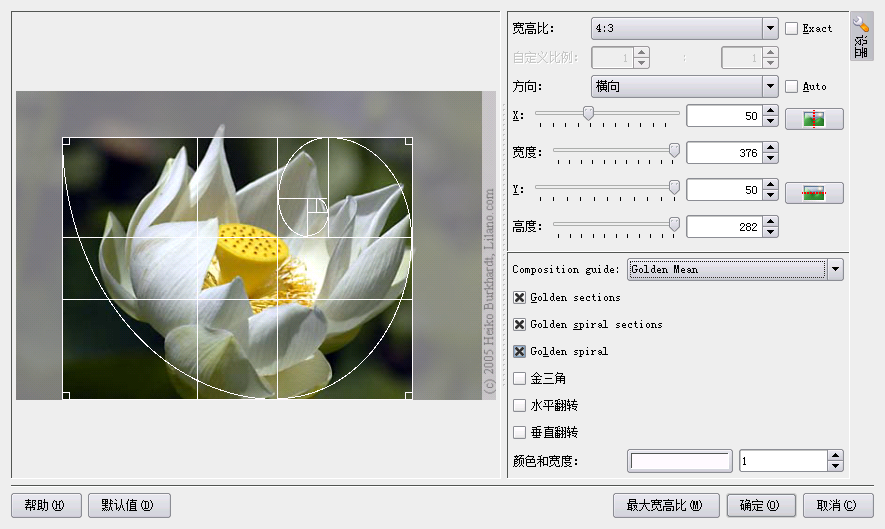 宽高比:
4:3
Exact
自定义比例:
1
:
1
方向:
横向
Auto
X:
50
宽度:
376
Y:
50
高度:
282
设置
Composition guide:
Golden Mean
Golden sections
Golden spiral sections
Golden spiral
金三角
水平翻转
垂直翻转
颜色和宽度:
1
(c) 2005 Heiko Burkhardt, Lilano.com
帮助(H)
默认值(D)
最大宽高比(M)
确定(O)
取消(C)